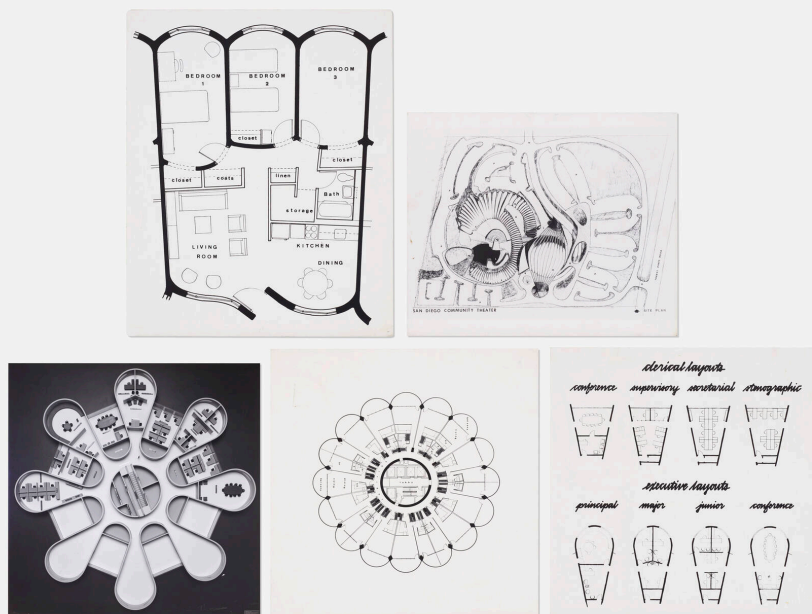 BEDROOM
1
BEDROOM
2
BEDROOM
3
closet
closet
closet
coats
linen
Bath
storage
LIVING
ROOM
KITCHEN
DINING
SAN DIEGO COMMUNITY THEATER
SITE PLAN
clerical layouts
conference
supervisory
secretarial
stenographic
executive layouts
principal
major
junior
conference